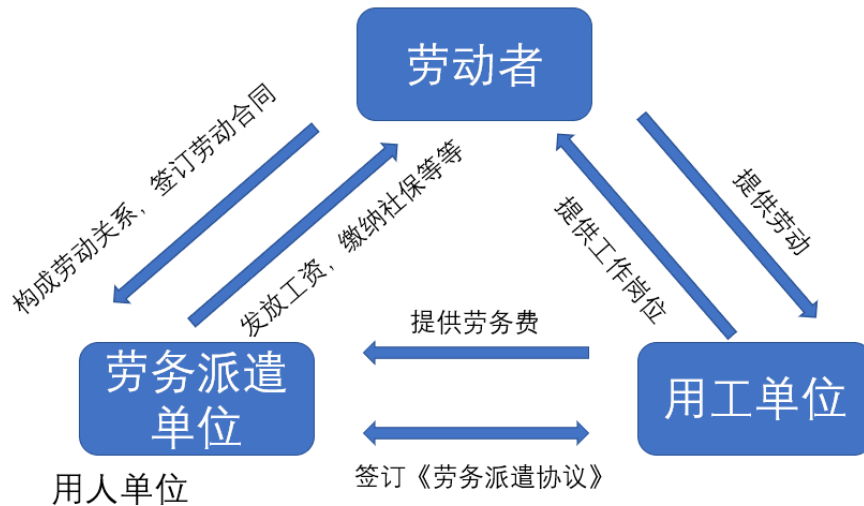 劳动者
构成劳动关系，签订劳动合同
发放工资，缴纳社保等等
提供工作岗位
提供劳动
提供劳务费
劳务派遣
单位
用工单位
签订《劳务派遣协议》
用人单位